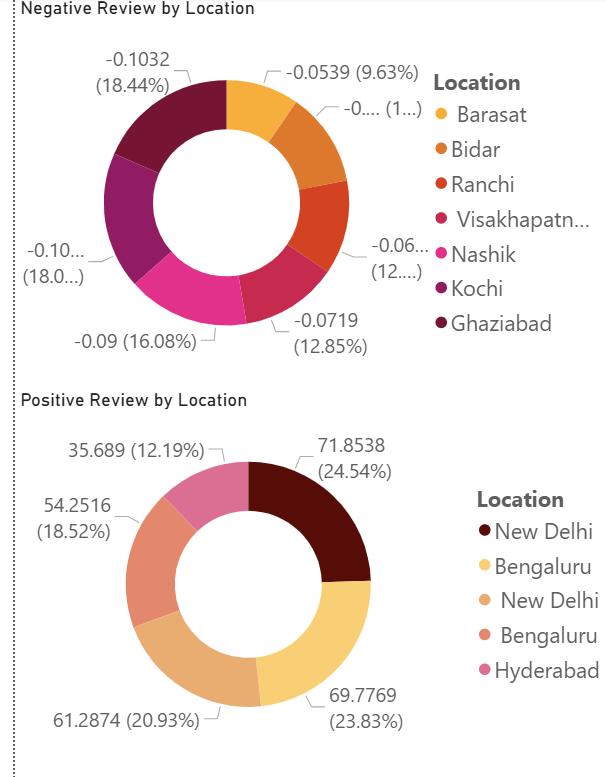 Negative Review by Location
-0.1032
(18.44%)
-0.0539 (9.63%)
-0.... (1...)
-0.06...
(12....)
-0.0719
(12.85%)
-0.09 (16.08%)
-0.10...
(18.0...)
Location
Barasat
Bidar
Ranchi
Visakhapatn...
Nashik
Kochi
Ghaziabad
Positive Review by Location
35.689 (12.19%)
71.8538
(24.54%)
54.2516
(18.52%)
61.2874 (20.93%)
69.7769
(23.83%)
Location
New Delhi
Bengaluru
New Delhi
Bengaluru
Hyderabad